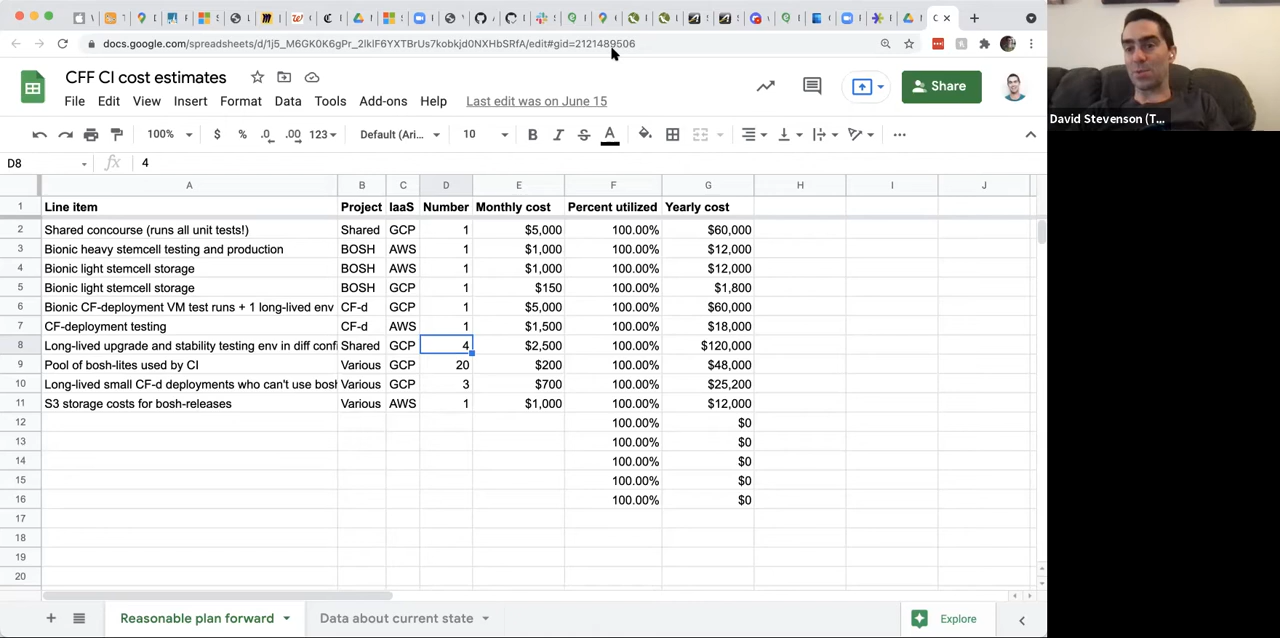 docs.google.com/spreadsheets/d/1j5_M6GK0K6gPr_2lklF6YXTBrUs7kobkjd0NXHbSRfA/edit#gid=2121489506
CFF CI cost estimates
File Edit View Insert Format Data Tools Add-ons Help Last edit was on June 15
Share
100% $ % .0 .00 123 Default (Ari... 10 B I S A
D8 fx 4
A B C D E F G H I J
1 Line item Project IaaS Number Monthly cost Percent utilized Yearly cost
2 Shared concourse (runs all unit tests!) Shared GCP 1 $5,000 100.00% $60,000
3 Bionic heavy stemcell testing and production BOSH AWS 1 $1,000 100.00% $12,000
4 Bionic light stemcell storage BOSH AWS 1 $1,000 100.00% $12,000
5 Bionic light stemcell storage BOSH GCP 1 $150 100.00% $1,800
6 Bionic CF-deployment VM test runs + 1 long-lived env CF-d GCP 1 $5,000 100.00% $60,000
7 CF-deployment testing CF-d AWS 1 $1,500 100.00% $18,000
8 Long-lived upgrade and stability testing env in diff conf Shared GCP 4 $2,500 100.00% $120,000
9 Pool of bosh-lites used by CI Various GCP 20 $200 100.00% $48,000
10 Long-lived small CF-d deployments who can't use bosh Various GCP 3 $700 100.00% $25,200
11 S3 storage costs for bosh-releases Various AWS 1 $1,000 100.00% $12,000
12 100.00% $0
13 100.00% $0
14 100.00% $0
15 100.00% $0
16 100.00% $0
17
18
19
20
Reasonable plan forward Data about current state Explore
David Stevenson (T...